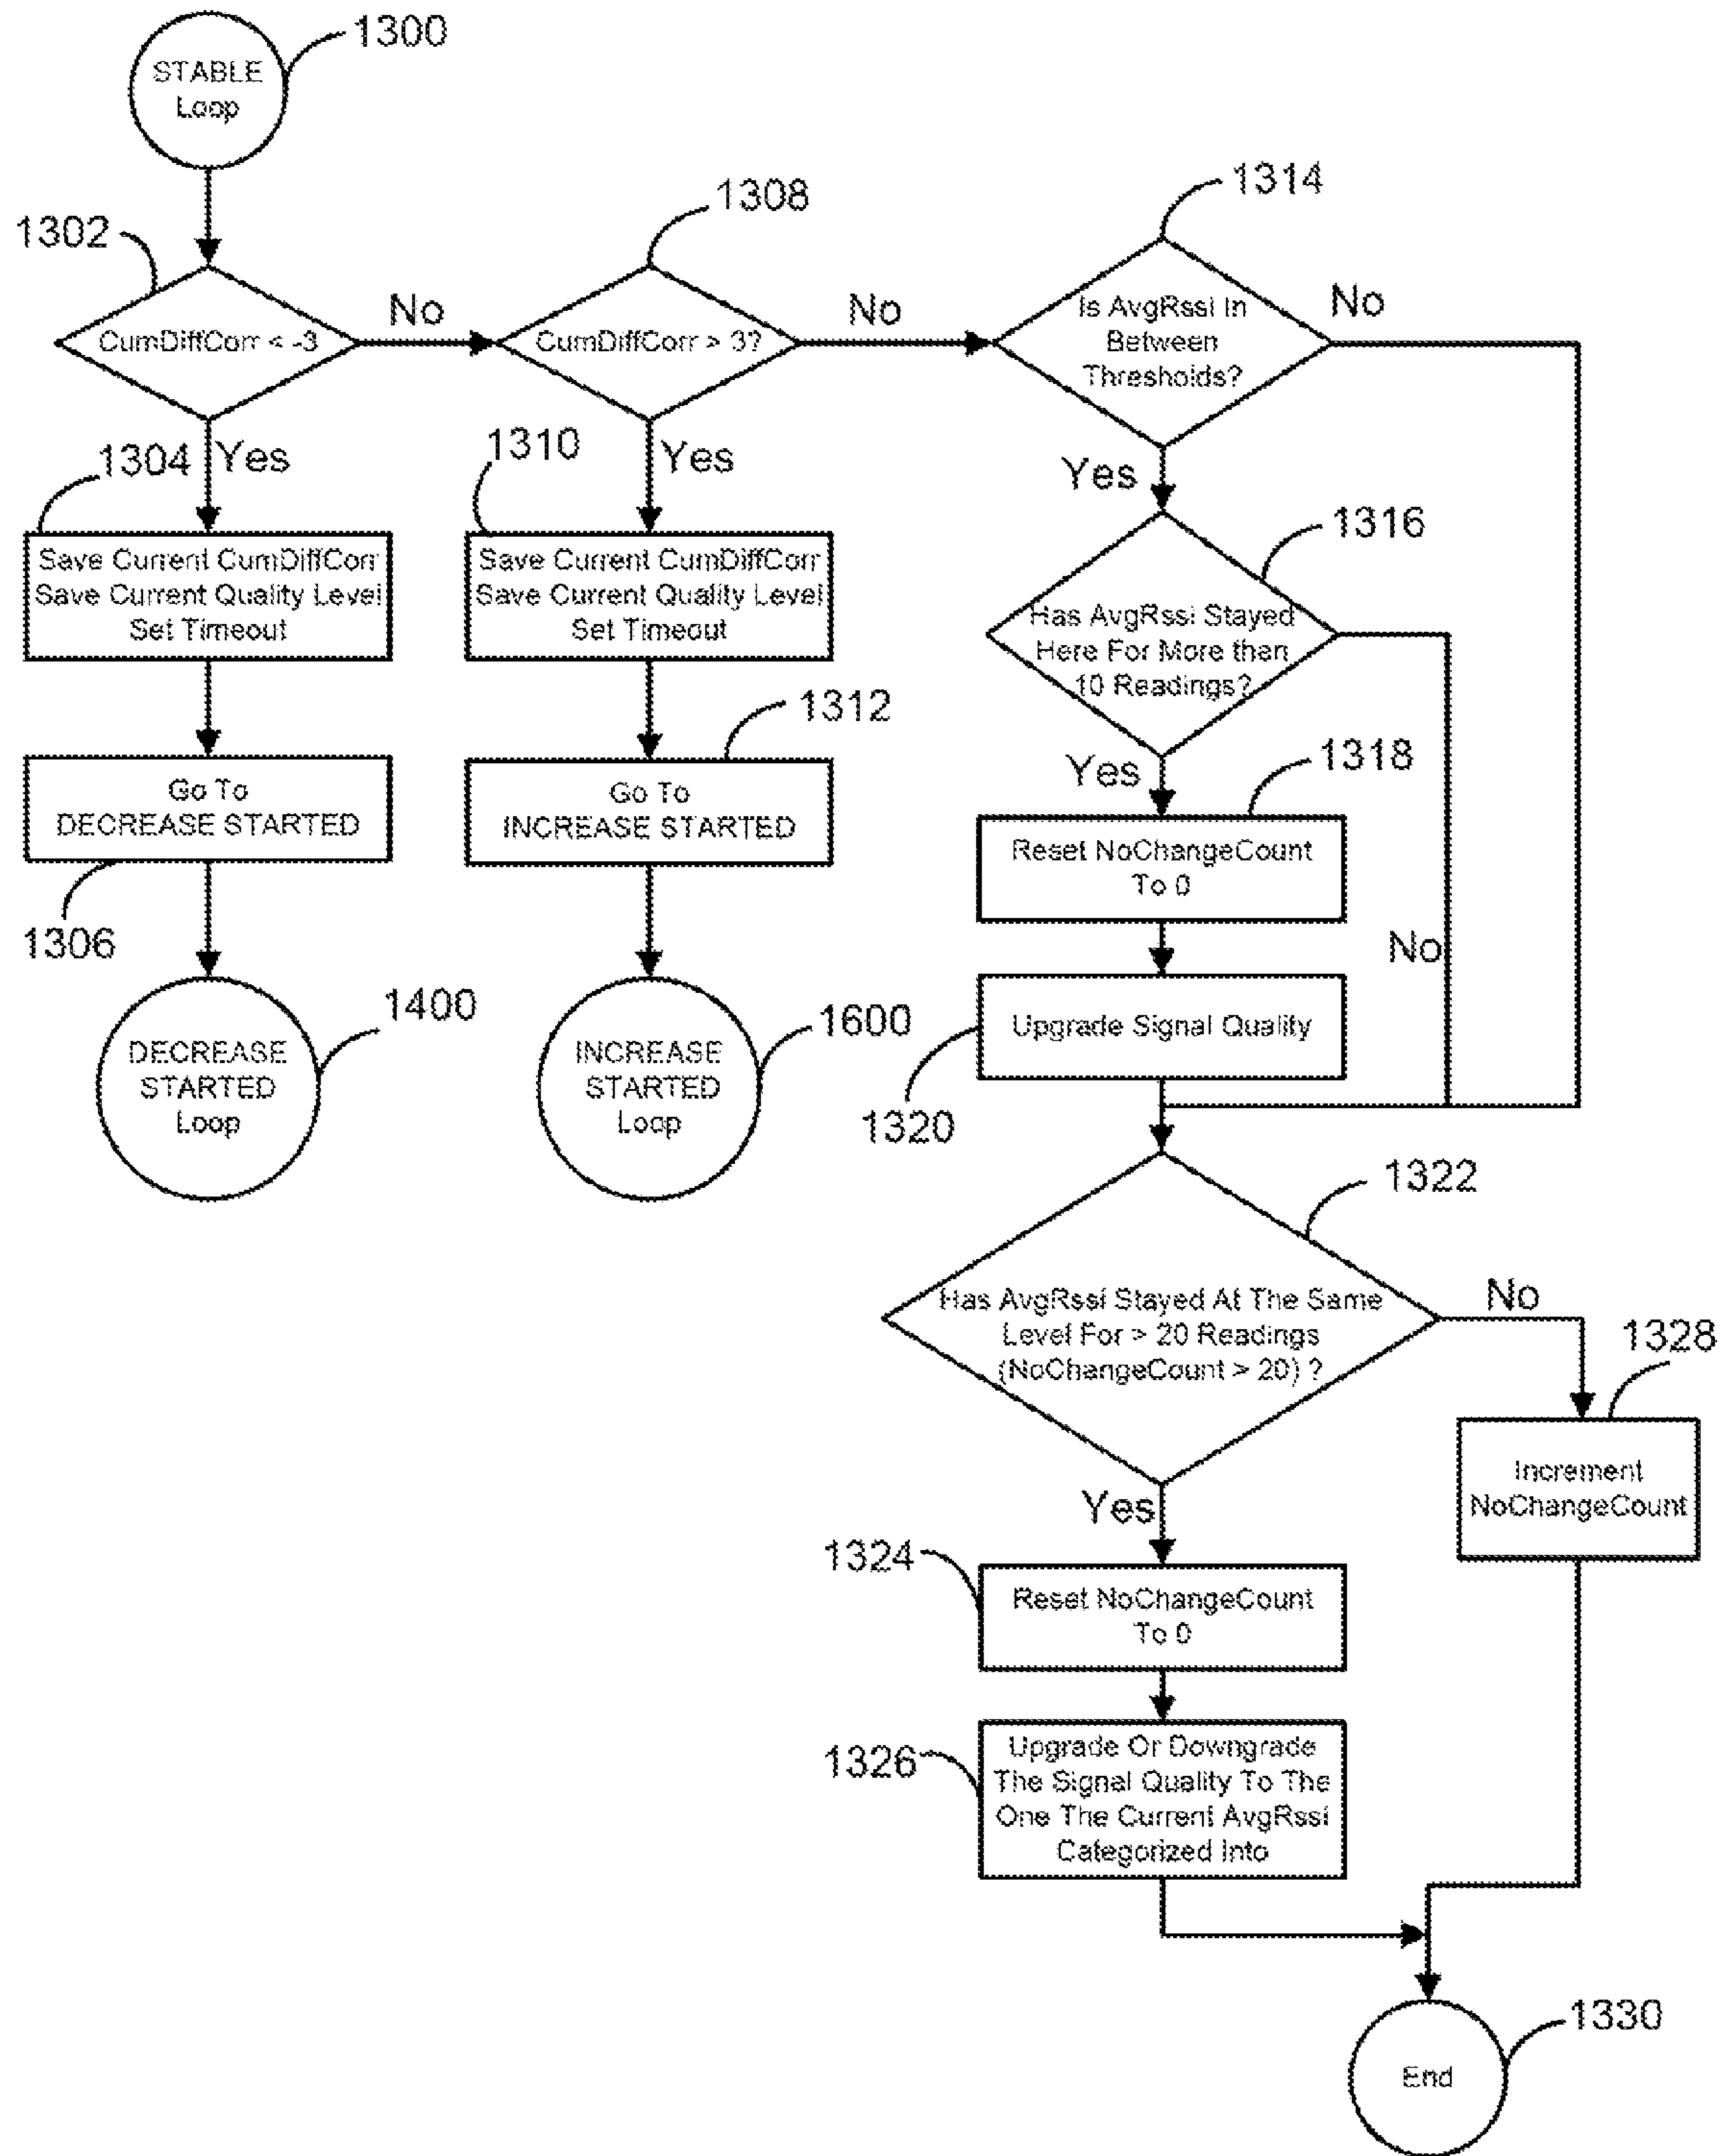 1300
STABLE
Loop
1302
CumDiffCorr < -3
No
1308
CumDiffCorr > 3?
No
1314
Is AvgRssi In
Between
Thresholds?
No
1304
Yes
Save Current CumDiffCorr
Save Current Quality Level
Set Timeout
1310
Yes
Save Current CumDiffCorr
Save Current Quality Level
Set Timeout
Yes
1316
Has AvgRssi Stayed
Here For More than
10 Readings?
Go To
DECREASE STARTED
1306
1312
Go To
INCREASE STARTED
Yes
1318
Reset NoChangeCount
To 0
No
Upgrade Signal Quality
1320
DECREASE
STARTED
Loop
1400
INCREASE
STARTED
Loop
1600
1322
Has AvgRssi Stayed At The Same
Level For > 20 Readings
(NoChangeCount > 20) ?
No
1328
Increment
NoChangeCount
Yes
1324
Reset NoChangeCount
To 0
1326
Upgrade Or Downgrade
The Signal Quality To The
One The Current AvgRssi
Categorized Into
End
1330